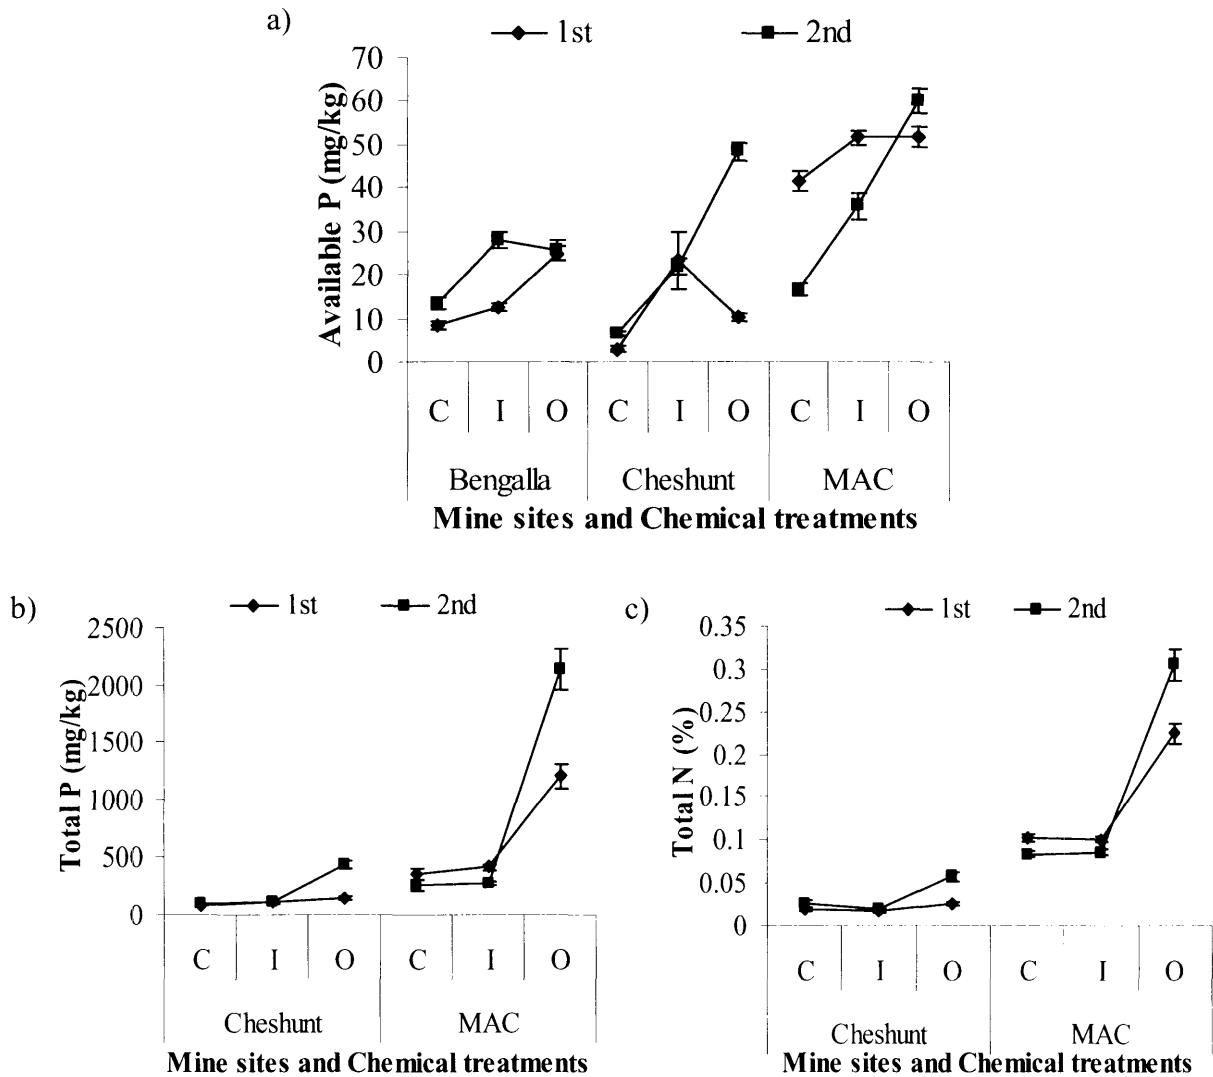 a)
1st 2nd
Available P (mg/kg)
70
60
50
40
30
20
10
0
C I O C I O C I O
Bengalla Cheshunt MAC
Mine sites and Chemical treatments
b)
1st 2nd
Total P (mg/kg)
2500
2000
1500
1000
500
0
C I O C I O
Cheshunt MAC
Mine sites and Chemical treatments
c)
1st 2nd
Total N (%)
0.35
0.3
0.25
0.2
0.15
0.1
0.05
0
C I O C I O
Cheshunt MAC
Mine sites and Chemical treatments